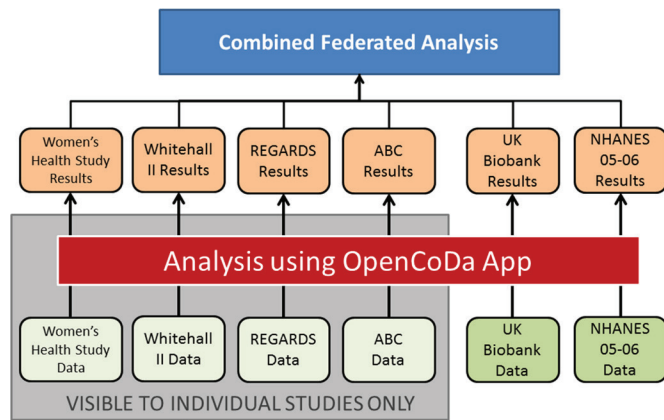 Combined Federated Analysis
Women's
Health Study
Results
Whitehall
II Results
REGARDS
Results
ABC
Results
UK
Biobank
Results
NHANES
05-06
Results
Analysis using OpenCoDa App
Women's
Health Study
Data
Whitehall
II Data
REGARDS
Data
ABC
Data
UK
Biobank
Data
NHANES
05-06
Data
VISIBLE TO INDIVIDUAL STUDIES ONLY